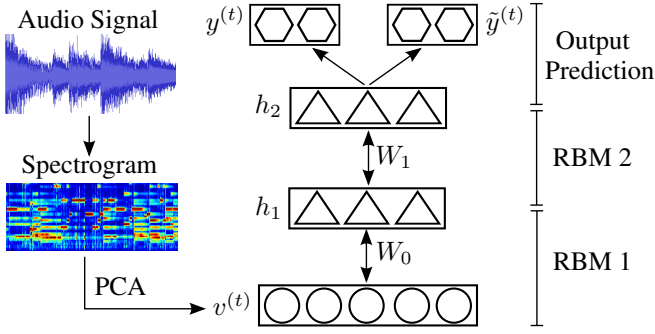 Audio Signal
Spectrogram
PCA
y^{(t)}
ỹ^{(t)}
h_2
W_1
h_1
W_0
v^{(t)}
Output
Prediction
RBM 2
RBM 1